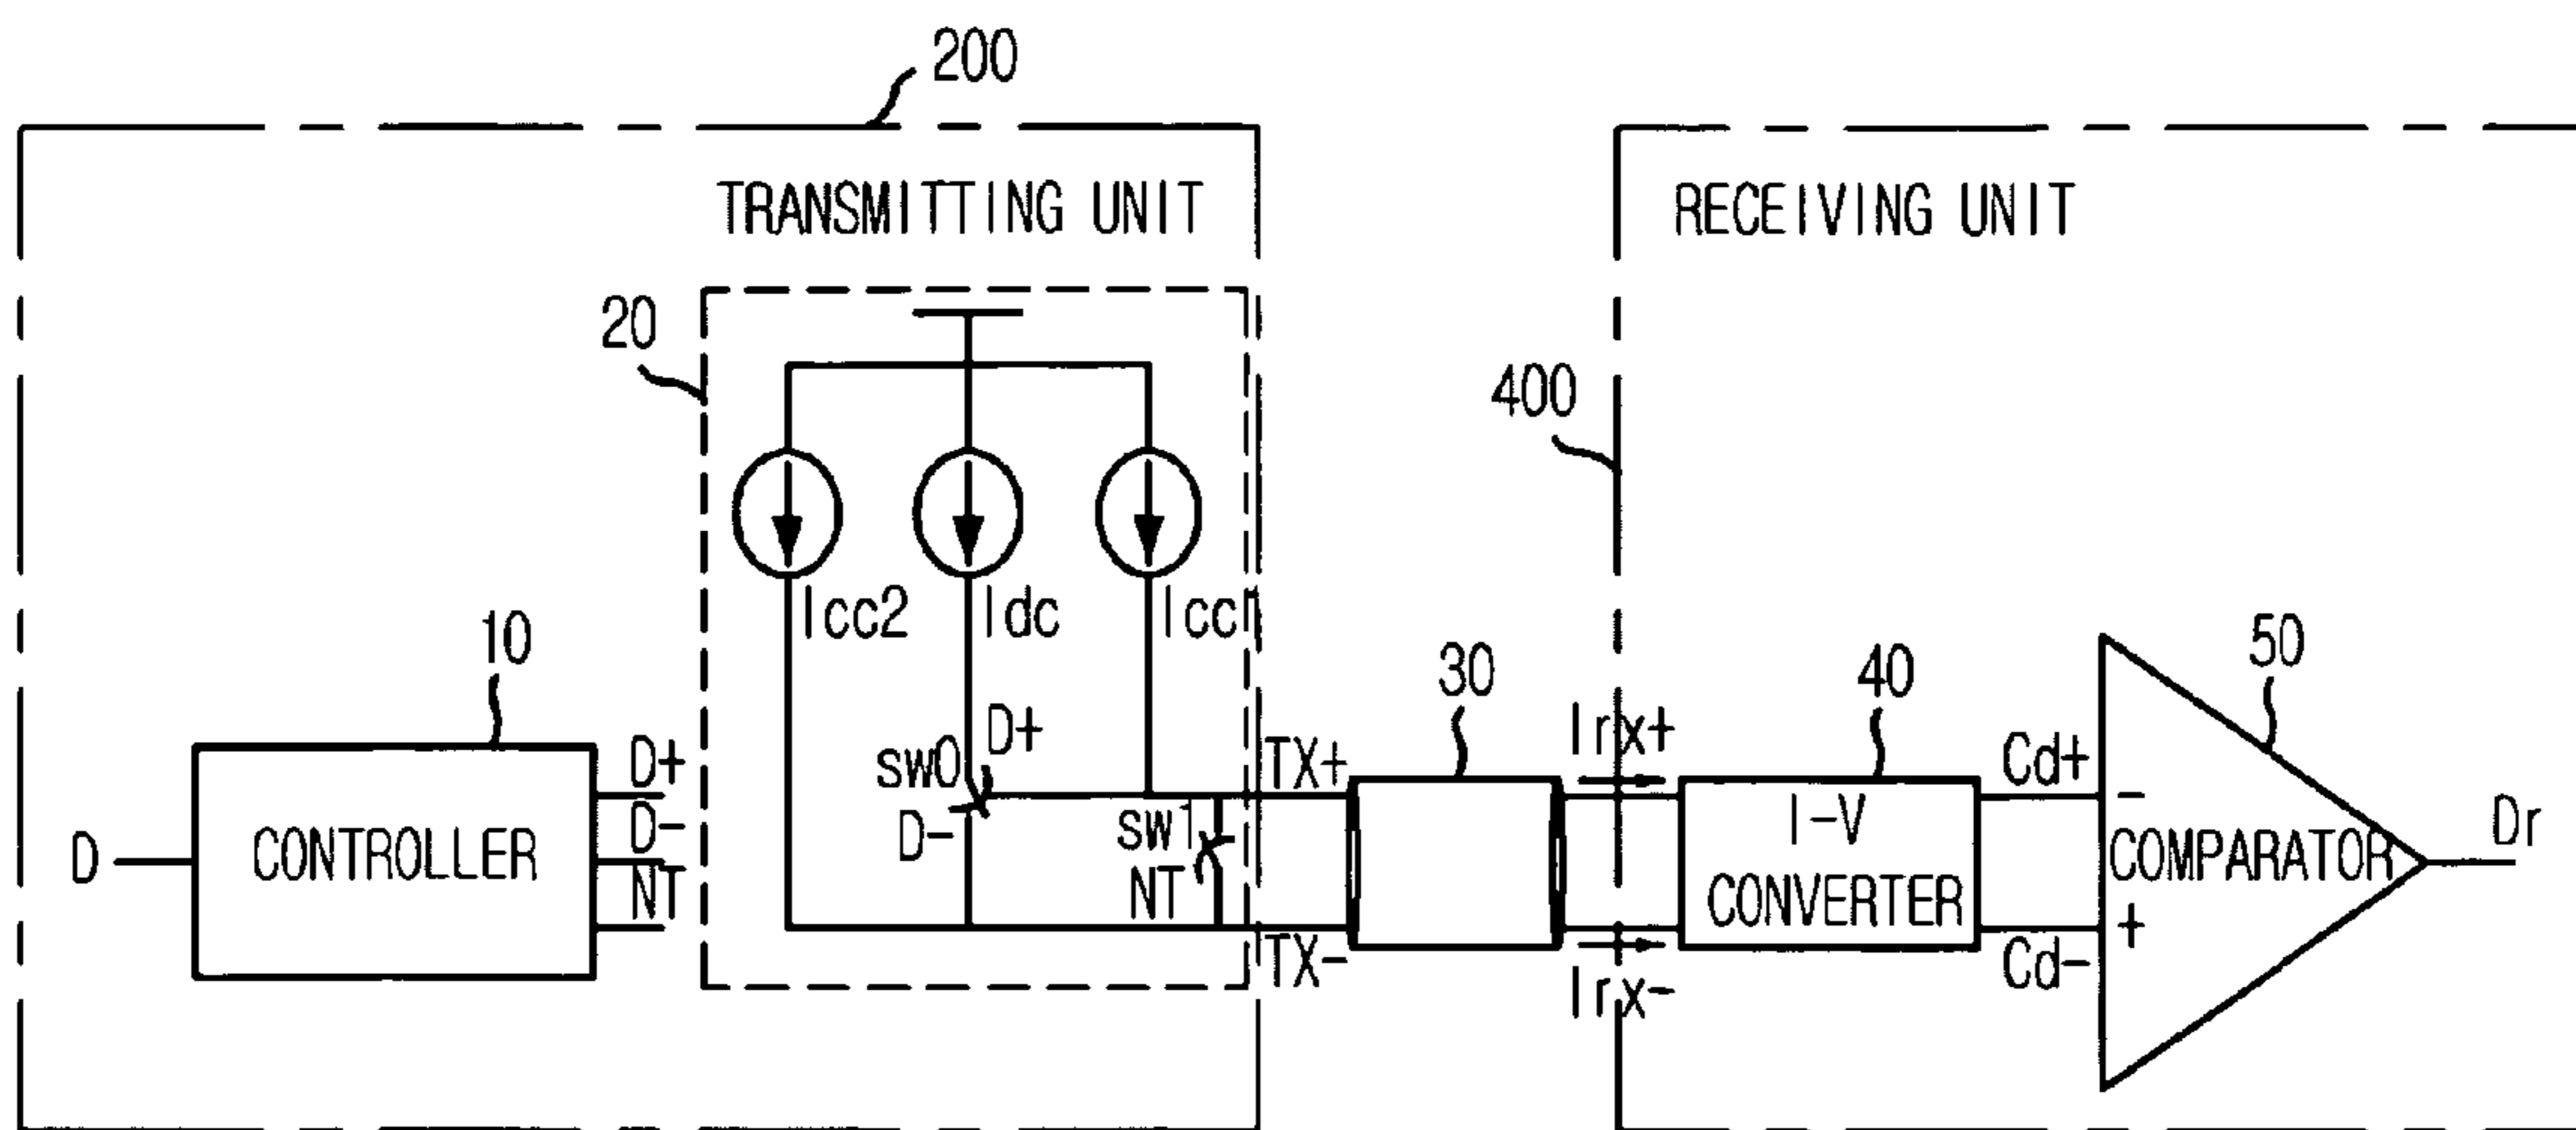 200
TRANSMITTING UNIT
RECEIVING UNIT
20
400
Icc2
Idc
Icc1
10
30
40
50
D
CONTROLLER
D+
D-
NT
sw0
D+
D-
sw1
NT
TX+
TX-
Irx+
Irx-
I-V
CONVERTER
Cd+
Cd-
-
COMPARATOR
+
Dr